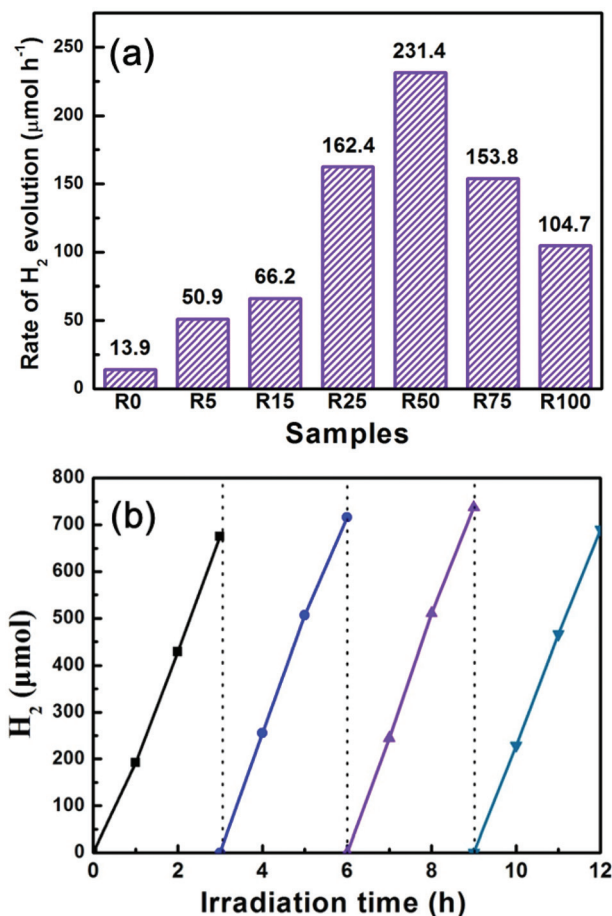 (a)
Rate of H₂ evolution (μmol h⁻¹)
250
200
150
100
50
0
13.9
50.9
66.2
162.4
231.4
153.8
104.7
R0 R5 R15 R25 R50 R75 R100
Samples
(b)
H₂ (μmol)
800
700
600
500
400
300
200
100
0
0 2 4 6 8 10 12
Irradiation time (h)